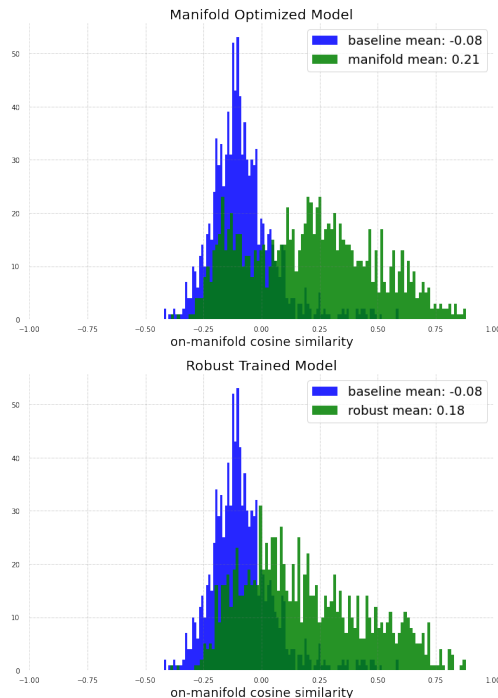 Manifold Optimized Model
baseline mean: -0.08
manifold mean: 0.21
50
40
30
20
10
0
−1.00 −0.75 −0.50 −0.25 0.00 0.25 0.50 0.75 1.00
on-manifold cosine similarity
Robust Trained Model
baseline mean: -0.08
robust mean: 0.18
50
40
30
20
10
0
−1.00 −0.75 −0.50 −0.25 0.00 0.25 0.50 0.75 1.00
on-manifold cosine similarity